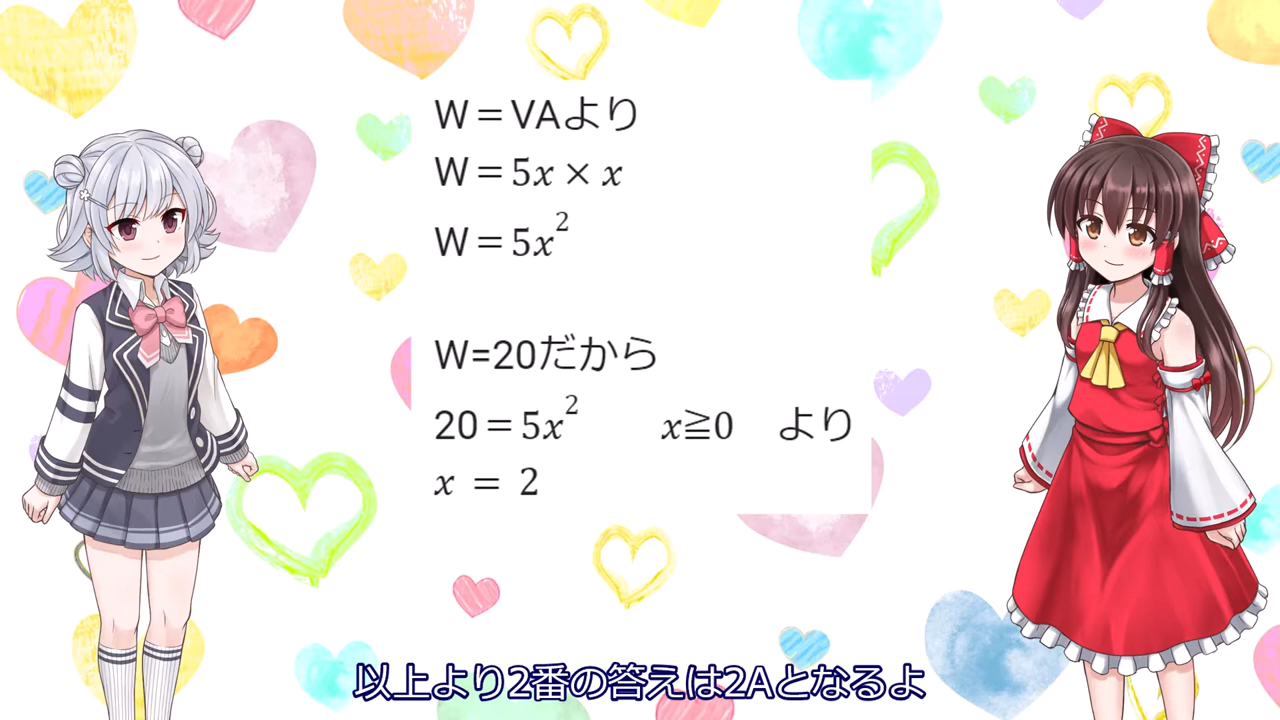 W＝VAより
W＝5x × x
W＝5x²
W=20だから
20＝5x² x≧0 より
x = 2
以上より2番の答えは2Aとなるよ